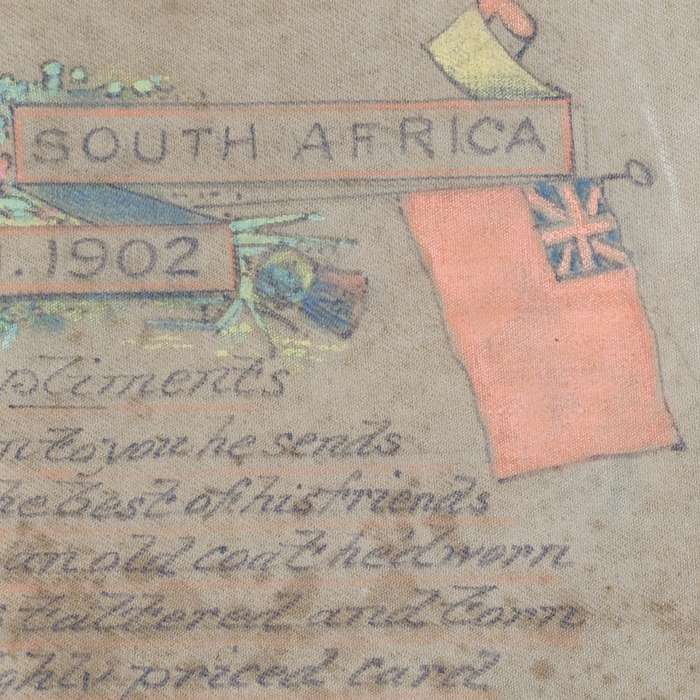 SOUTH AFRICA
1902
pliments
to you he sends
he best of his friends
an old coat he'd worn
tattered and torn
priced card